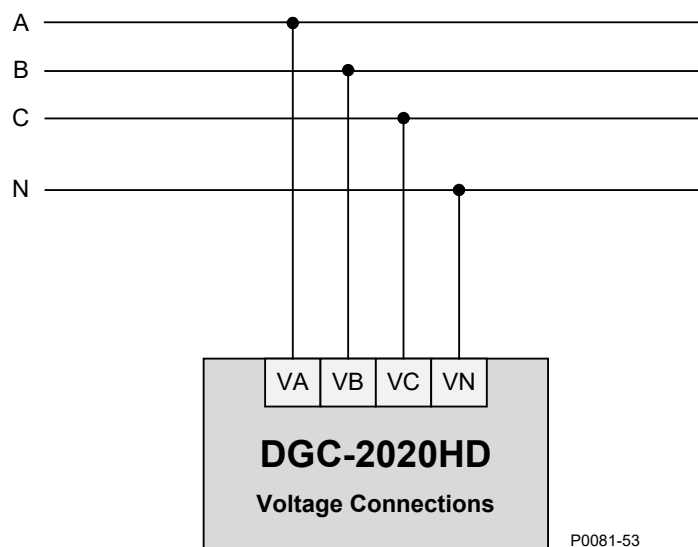 A
B
C
N
VA VB VC VN
DGC-2020HD
Voltage Connections
P0081-53